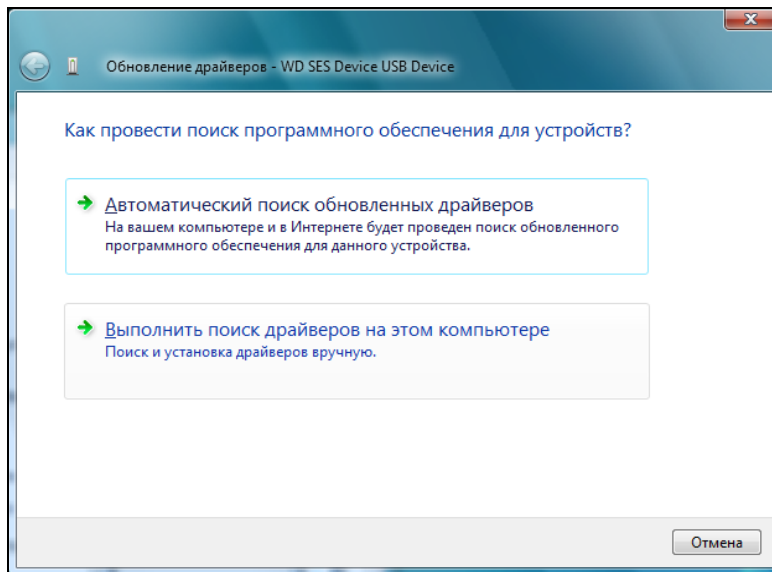 Обновление драйверов - WD SES Device USB Device
Как провести поиск программного обеспечения для устройств?
Автоматический поиск обновленных драйверов
На вашем компьютере и в Интернете будет проведен поиск обновленного
программного обеспечения для данного устройства.
Выполнить поиск драйверов на этом компьютере
Поиск и установка драйверов вручную.
Отмена